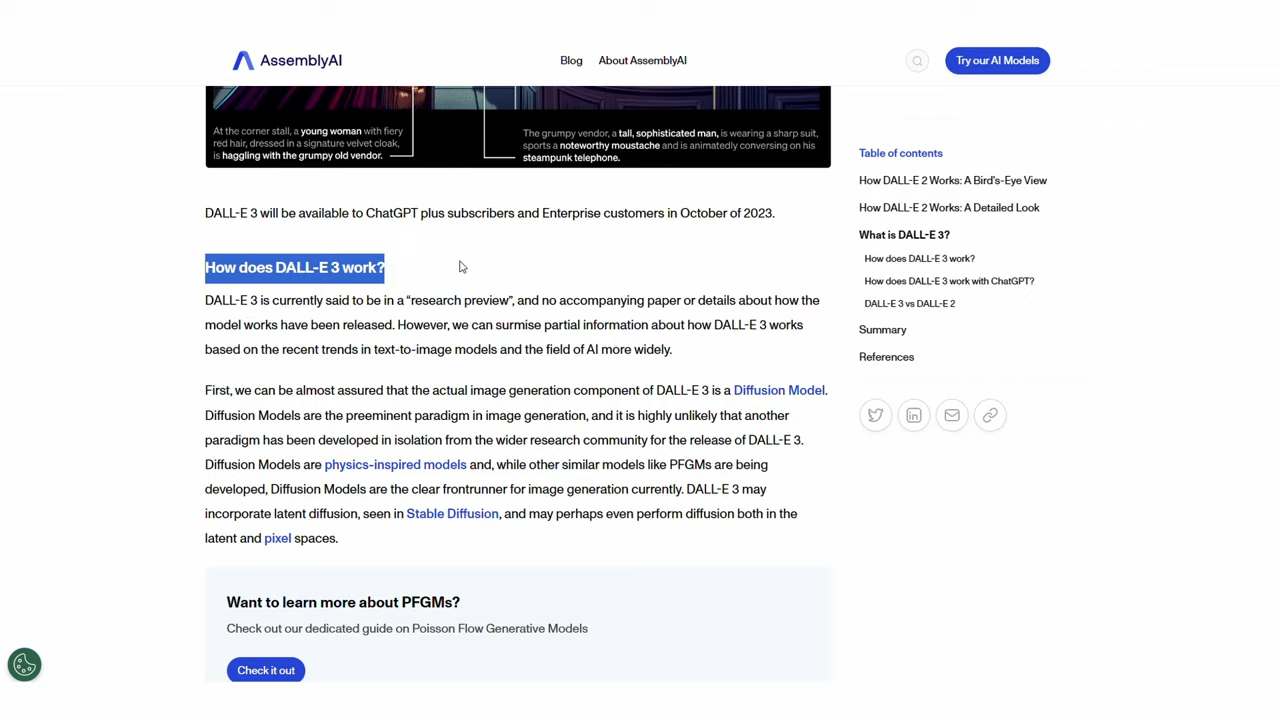 AssemblyAI
Blog
About AssemblyAI
Try our AI Models
At the corner stall, a young woman with fiery
red hair, dressed in a signature velvet cloak,
is haggling with the grumpy old vendor.
The grumpy vendor, a tall, sophisticated man, is wearing a sharp suit,
sports a noteworthy moustache and is animatedly conversing on his
steampunk telephone.
DALL-E 3 will be available to ChatGPT plus subscribers and Enterprise customers in October of 2023.
How does DALL-E 3 work?
DALL-E 3 is currently said to be in a “research preview”, and no accompanying paper or details about how the
model works have been released. However, we can surmise partial information about how DALL-E 3 works
based on the recent trends in text-to-image models and the field of AI more widely.
First, we can be almost assured that the actual image generation component of DALL-E 3 is a Diffusion Model.
Diffusion Models are the preeminent paradigm in image generation, and it is highly unlikely that another
paradigm has been developed in isolation from the wider research community for the release of DALL-E 3.
Diffusion Models are physics-inspired models and, while other similar models like PFGMs are being
developed, Diffusion Models are the clear frontrunner for image generation currently. DALL-E 3 may
incorporate latent diffusion, seen in Stable Diffusion, and may perhaps even perform diffusion both in the
latent and pixel spaces.
Want to learn more about PFGMs?
Check out our dedicated guide on Poisson Flow Generative Models
Check it out
Table of contents
How DALL-E 2 Works: A Bird's-Eye View
How DALL-E 2 Works: A Detailed Look
What is DALL-E 3?
How does DALL-E 3 work?
How does DALL-E 3 work with ChatGPT?
DALL-E 3 vs DALL-E 2
Summary
References